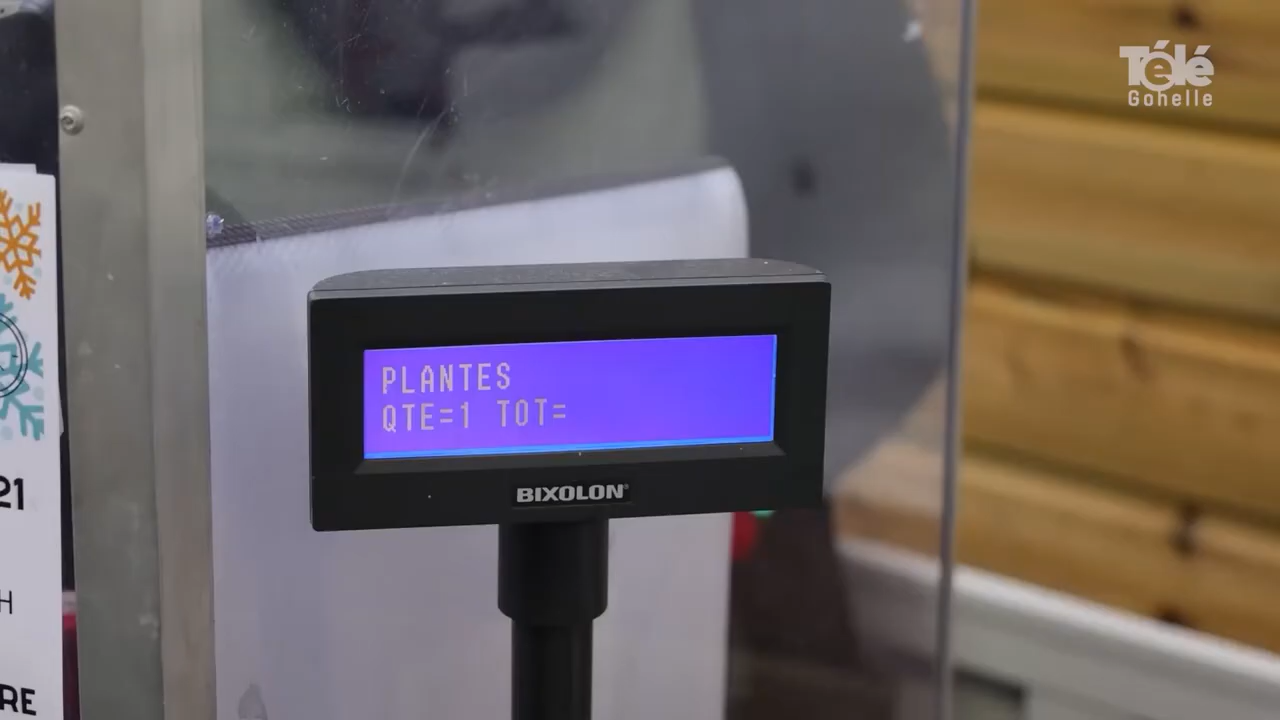 Télé
Gohelle
PLANTES
QTE=1 TOT=
BIXOLON®
21
H
RE